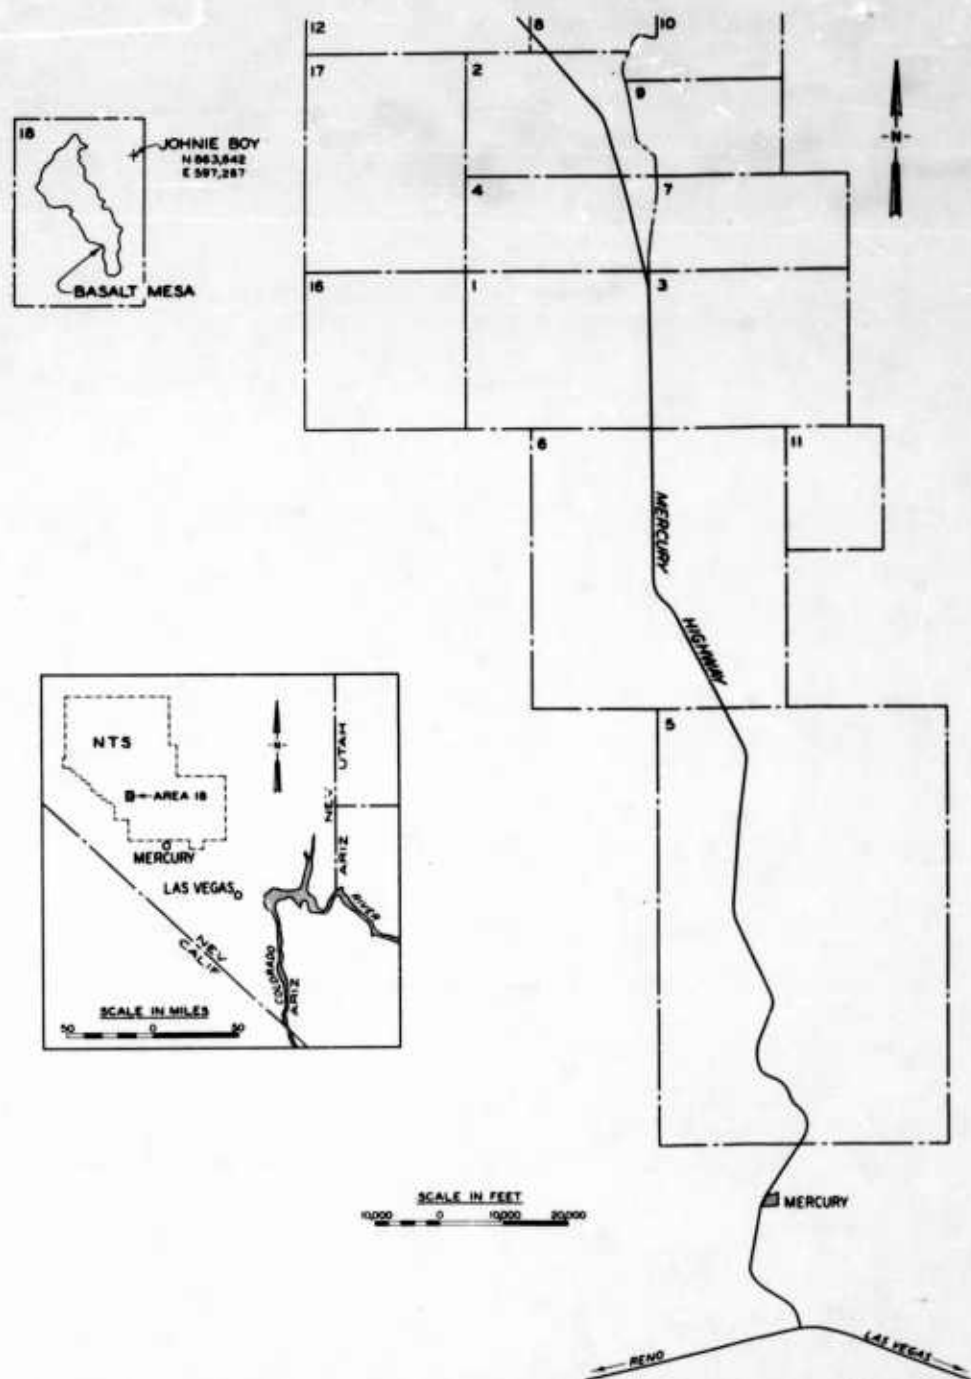 12
8
10
17
2
9
18
JOHNIE BOY
N 863,642
E 597,267
-N-
4
7
16
1
3
BASALT MESA
6
11
MERCURY
HIGHWAY
5
NTS
-N-
UTAH
AREA 18
NEV
ARIZ
MERCURY
LAS VEGAS
RIVER
NEV
CALIF
COLORADO
ARIZ
SCALE IN MILES
50 0 50
SCALE IN FEET
10,000 0 10,000 20,000
MERCURY
RENO
LAS VEGAS